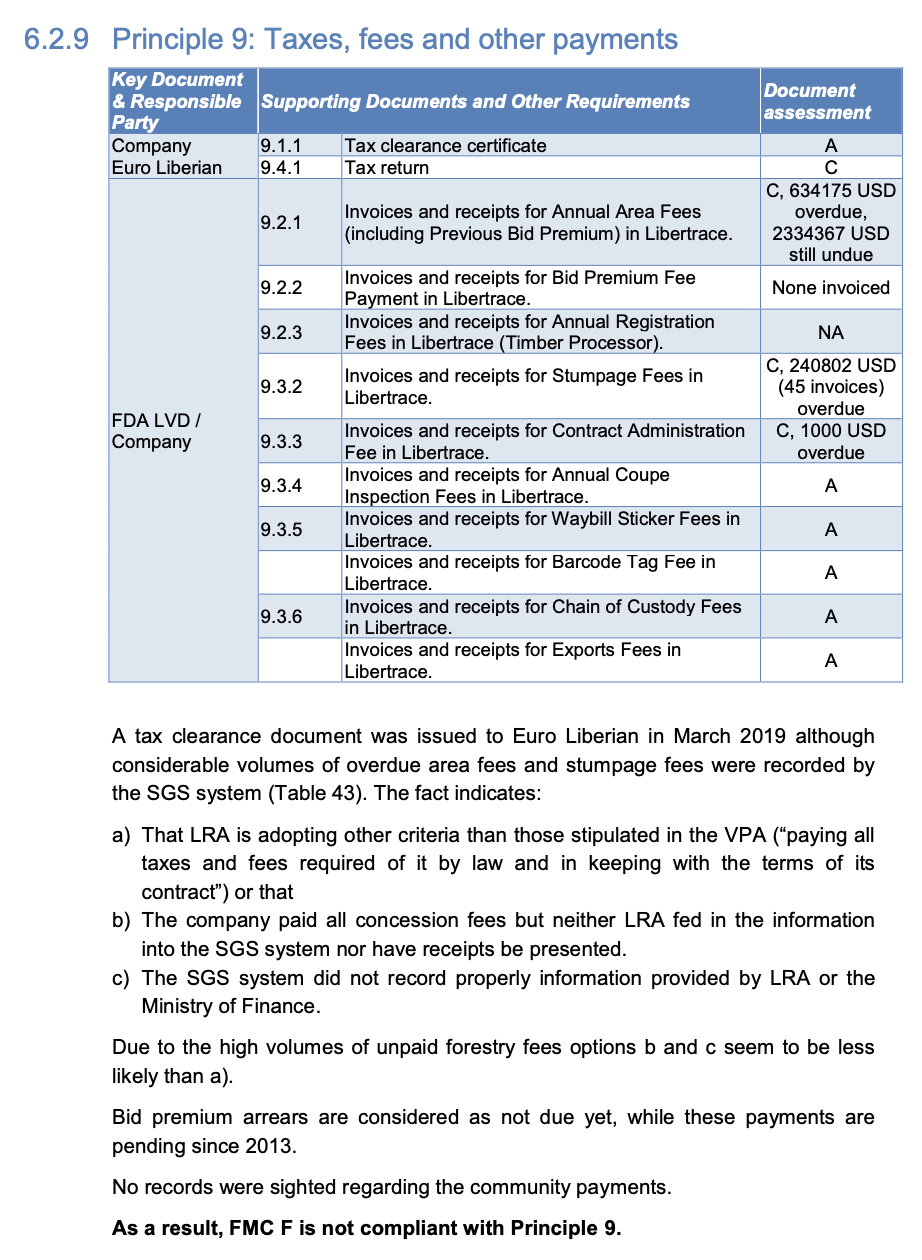 6.2.9 Principle 9: Taxes, fees and other payments
Key Document
& Responsible
Party
Supporting Documents and Other Requirements
Document
assessment
Company
9.1.1
Tax clearance certificate
A
Euro Liberian
9.4.1
Tax return
C
FDA LVD /
Company
9.2.1
Invoices and receipts for Annual Area Fees
(including Previous Bid Premium) in Libertrace.
C, 634175 USD
overdue,
2334367 USD
still undue
9.2.2
Invoices and receipts for Bid Premium Fee
Payment in Libertrace.
None invoiced
9.2.3
Invoices and receipts for Annual Registration
Fees in Libertrace (Timber Processor).
NA
9.3.2
Invoices and receipts for Stumpage Fees in
Libertrace.
C, 240802 USD
(45 invoices)
overdue
9.3.3
Invoices and receipts for Contract Administration
Fee in Libertrace.
C, 1000 USD
overdue
9.3.4
Invoices and receipts for Annual Coupe
Inspection Fees in Libertrace.
A
9.3.5
Invoices and receipts for Waybill Sticker Fees in
Libertrace.
A
Invoices and receipts for Barcode Tag Fee in
Libertrace.
A
9.3.6
Invoices and receipts for Chain of Custody Fees
in Libertrace.
A
Invoices and receipts for Exports Fees in
Libertrace.
A
A tax clearance document was issued to Euro Liberian in March 2019 although
considerable volumes of overdue area fees and stumpage fees were recorded by
the SGS system (Table 43). The fact indicates:
a) That LRA is adopting other criteria than those stipulated in the VPA (“paying all
taxes and fees required of it by law and in keeping with the terms of its
contract”) or that
b) The company paid all concession fees but neither LRA fed in the information
into the SGS system nor have receipts be presented.
c) The SGS system did not record properly information provided by LRA or the
Ministry of Finance.
Due to the high volumes of unpaid forestry fees options b and c seem to be less
likely than a).
Bid premium arrears are considered as not due yet, while these payments are
pending since 2013.
No records were sighted regarding the community payments.
As a result, FMC F is not compliant with Principle 9.